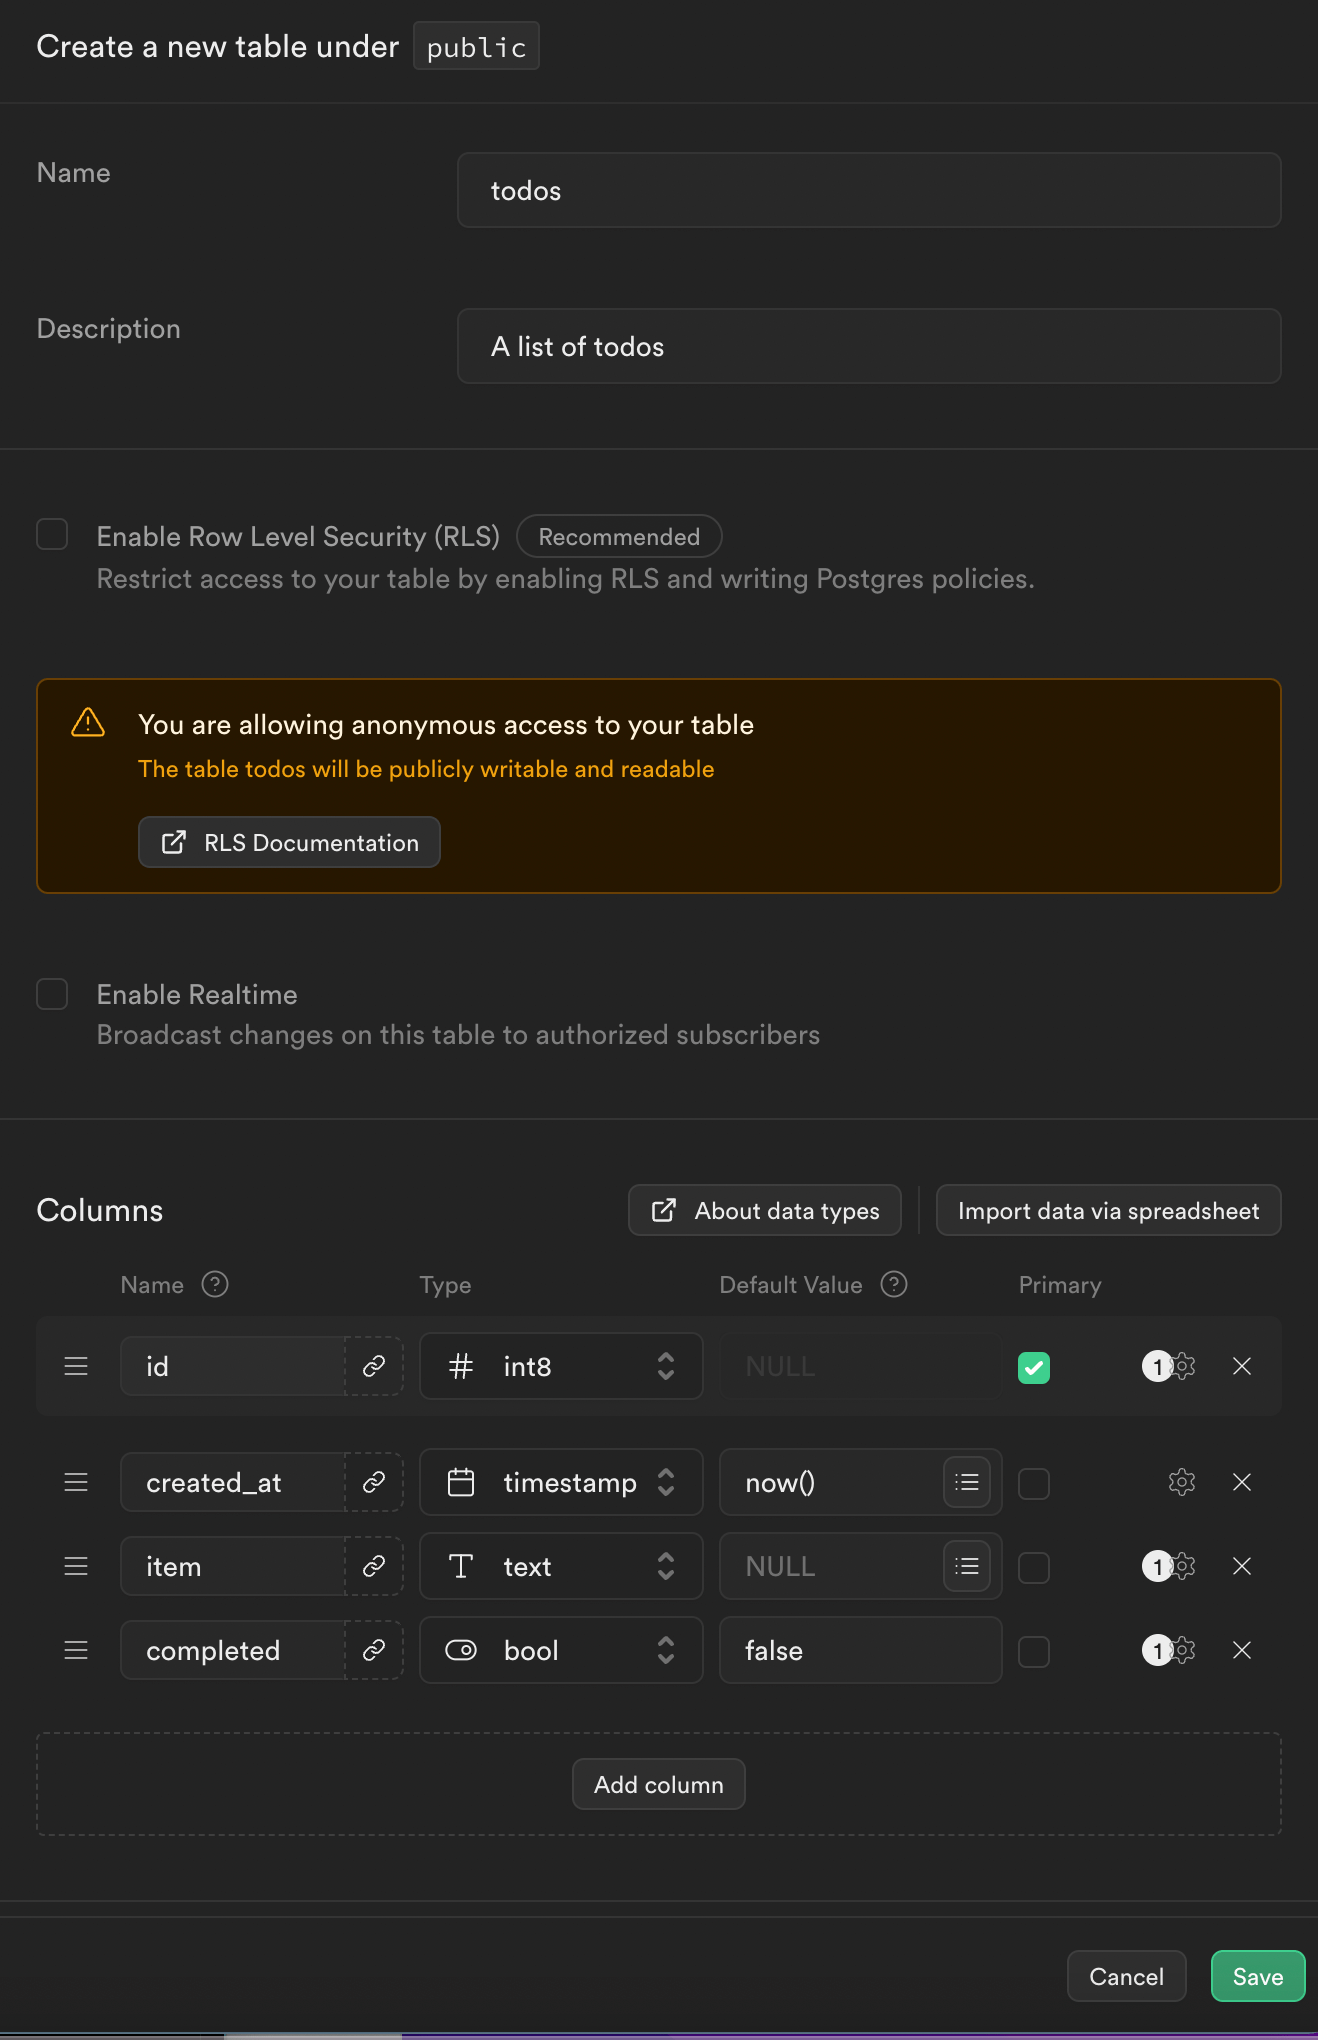 Create a new table under public
Name
todos
Description
A list of todos
Enable Row Level Security (RLS) Recommended
Restrict access to your table by enabling RLS and writing Postgres policies.
You are allowing anonymous access to your table
The table todos will be publicly writable and readable
RLS Documentation
Enable Realtime
Broadcast changes on this table to authorized subscribers
Columns About data types Import data via spreadsheet
Name Type Default Value Primary
id int8 NULL 1
created_at timestamp now()
item text NULL 1
completed bool false 1
Add column
Cancel Save